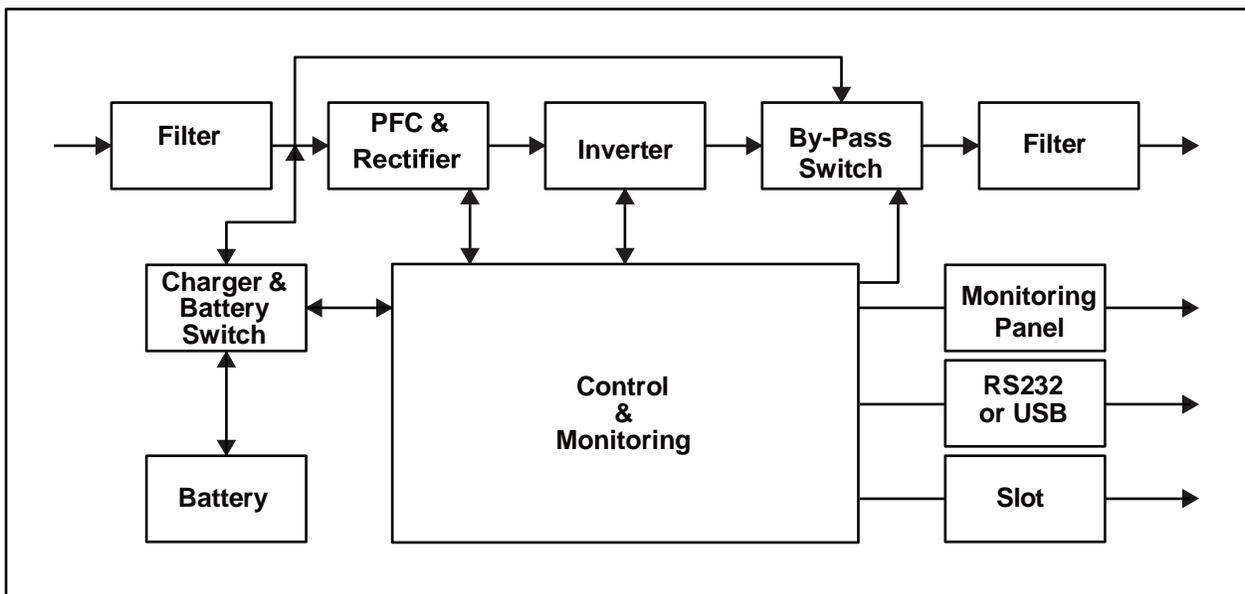 Filter
PFC &
Rectifier
Inverter
By-Pass
Switch
Filter
Charger &
Battery
Switch
Control
&
Monitoring
Monitoring
Panel
RS232
or USB
Battery
Slot